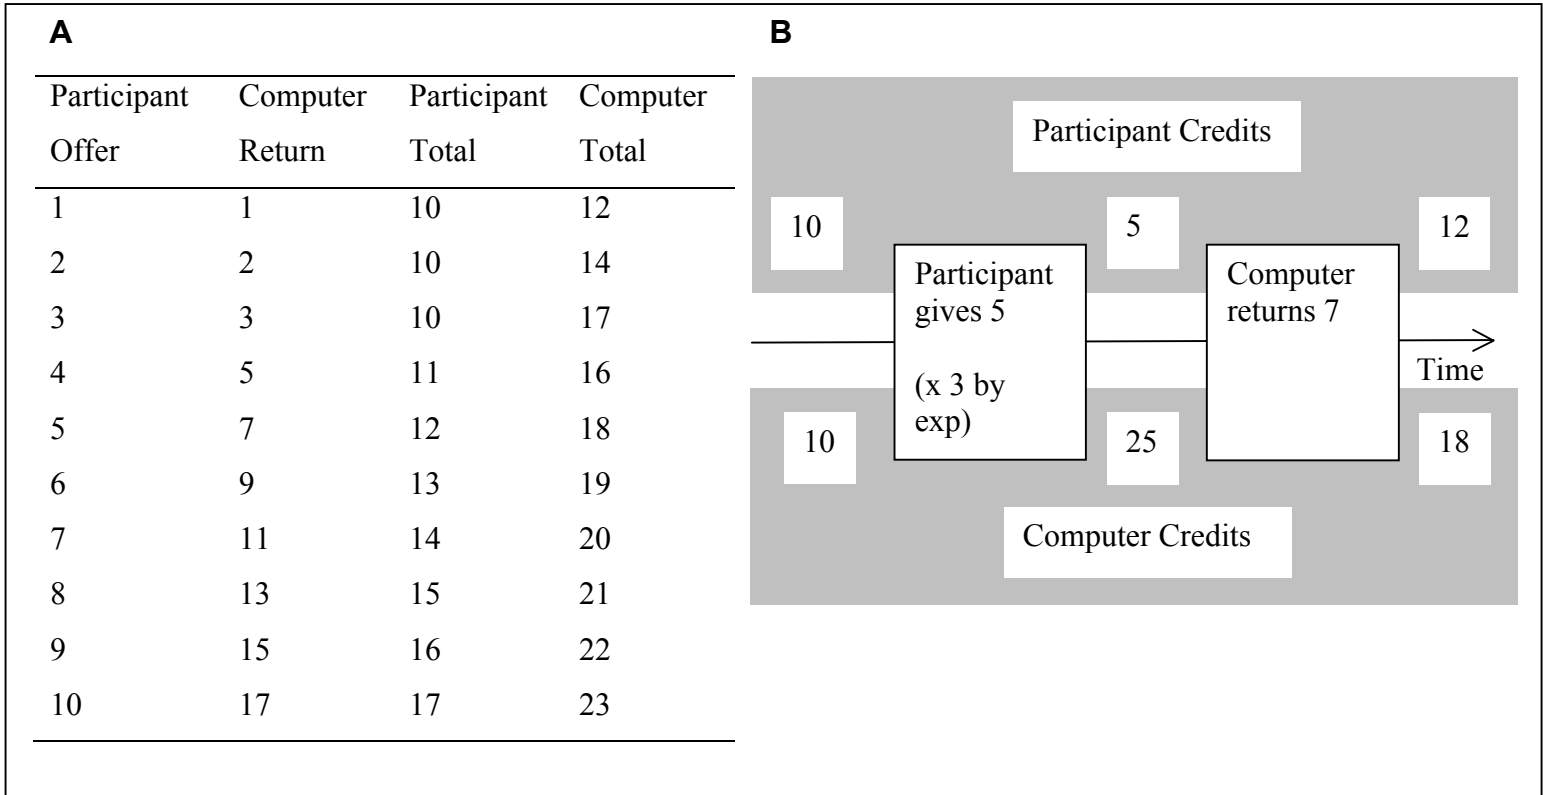 A
Participant Computer Participant Computer
Offer Return Total Total
1 1 10 12
2 2 10 14
3 3 10 17
4 5 11 16
5 7 12 18
6 9 13 19
7 11 14 20
8 13 15 21
9 15 16 22
10 17 17 23
B
Participant Credits
10 5 12
Participant
gives 5
(x 3 by
exp)
Computer
returns 7
Time
10 25 18
Computer Credits